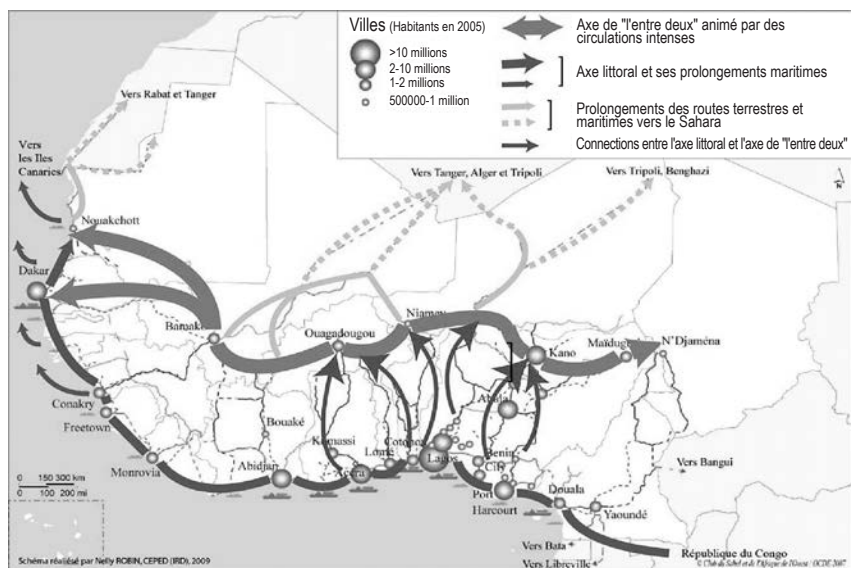 Villes (Habitants en 2005)
>10 millions
2-10 millions
1-2 millions
500000-1 million
Axe de "l'entre deux" animé par des
circulations intenses
Axe littoral et ses prolongements maritimes
Prolongements des routes terrestres et
maritimes vers le Sahara
Connections entre l'axe littoral et l'axe de "l'entre deux"
Vers Rabat et Tanger
Vers
les Iles
Canaries
Vers Tanger, Alger et Tripoli
Vers Tripoli, Benghazi
Nouakchott
Dakar
Bamako
Ouagadougou
Niamey
Kano
Maïdugu
N'Djaména
Conakry
Freetown
Monrovia
Bouaké
Abidjan
Kumassi
Accra
Lomé
Cotonou
Lagos
Abuja
Benin
City
Port
Harcourt
Douala
Yaoundé
Vers Bangui
Vers Bata
Vers Libreville
République du Congo
0 150 300 km
0 100 200 mi
Schéma réaliésé par Nelly ROBIN, CEPED (IRD), 2009
© Club du Sahel et de l'Afrique de l'Ouest / OCDE 2007